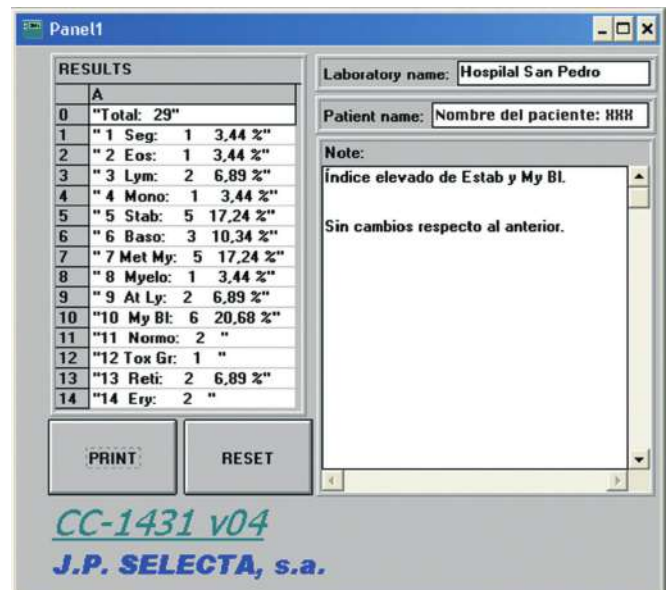 Panel1
RESULTS
A
0 "Total: 29"
1 " 1 Seg: 1 3,44 %"
2 " 2 Eos: 1 3,44 %"
3 " 3 Lym: 2 6,89 %"
4 " 4 Mono: 1 3,44 %"
5 " 5 Stab: 5 17,24 %"
6 " 6 Baso: 3 10,34 %"
7 " 7 Met My: 5 17,24 %"
8 " 8 Myelo: 1 3,44 %"
9 " 9 At Ly: 2 6,89 %"
10 "10 My Bl: 6 20,68 %"
11 "11 Normo: 2 "
12 "12 Tox Gr: 1 "
13 "13 Reti: 2 6,89 %"
14 "14 Ery: 2 "
PRINT
RESET
Laboratory name: Hospilal San Pedro
Patient name: Nombre del paciente: XXX
Note:
Índice elevado de Estab y My Bl.
Sin cambios respecto al anterior.
CC-1431 v04
J.P. SELECTA, s.a.